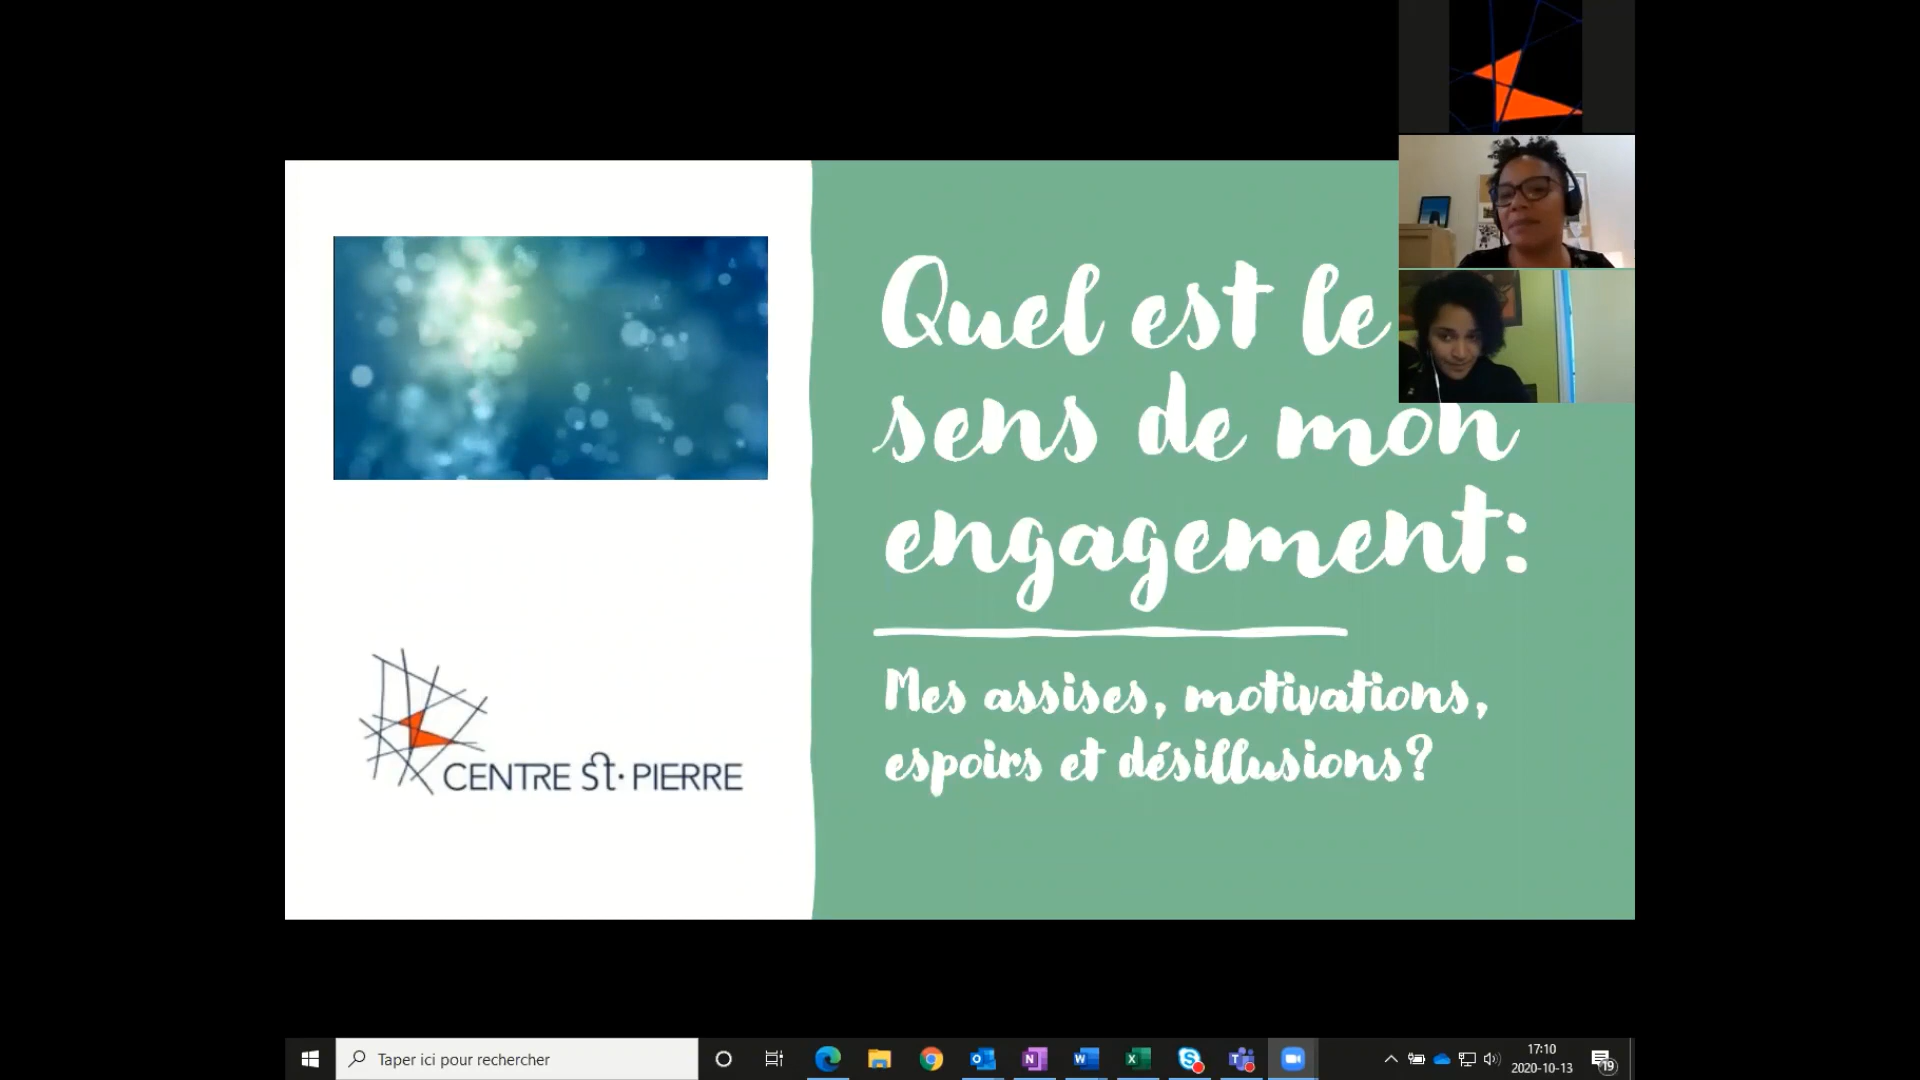 Quel est le
sens de mon
engagement:
Mes assises, motivations,
espoirs et désillusions?
CENTRE St·PIERRE
Taper ici pour rechercher
17:10
2020-10-13
19